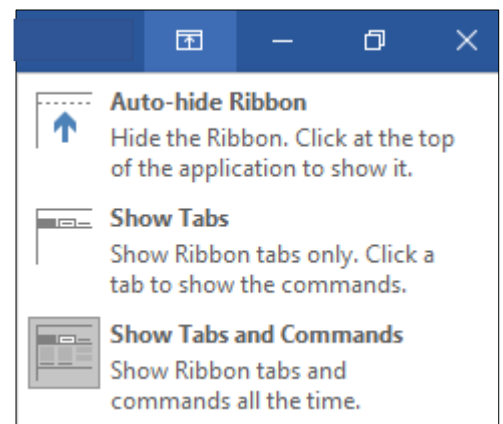 Auto-hide Ribbon
Hide the Ribbon. Click at the top
of the application to show it.
Show Tabs
Show Ribbon tabs only. Click a
tab to show the commands.
Show Tabs and Commands
Show Ribbon tabs and
commands all the time.